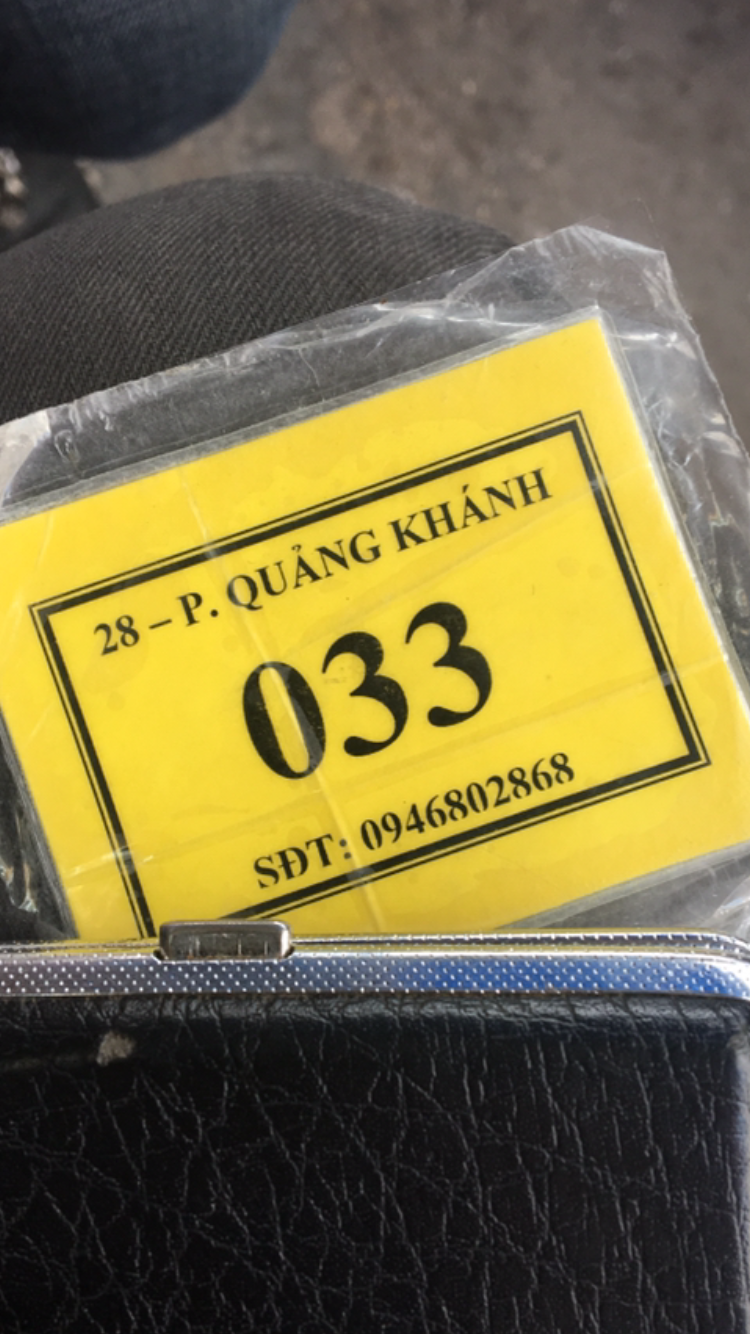 28 – P. QUẢNG KHÁNH
033
SĐT: 0946802868